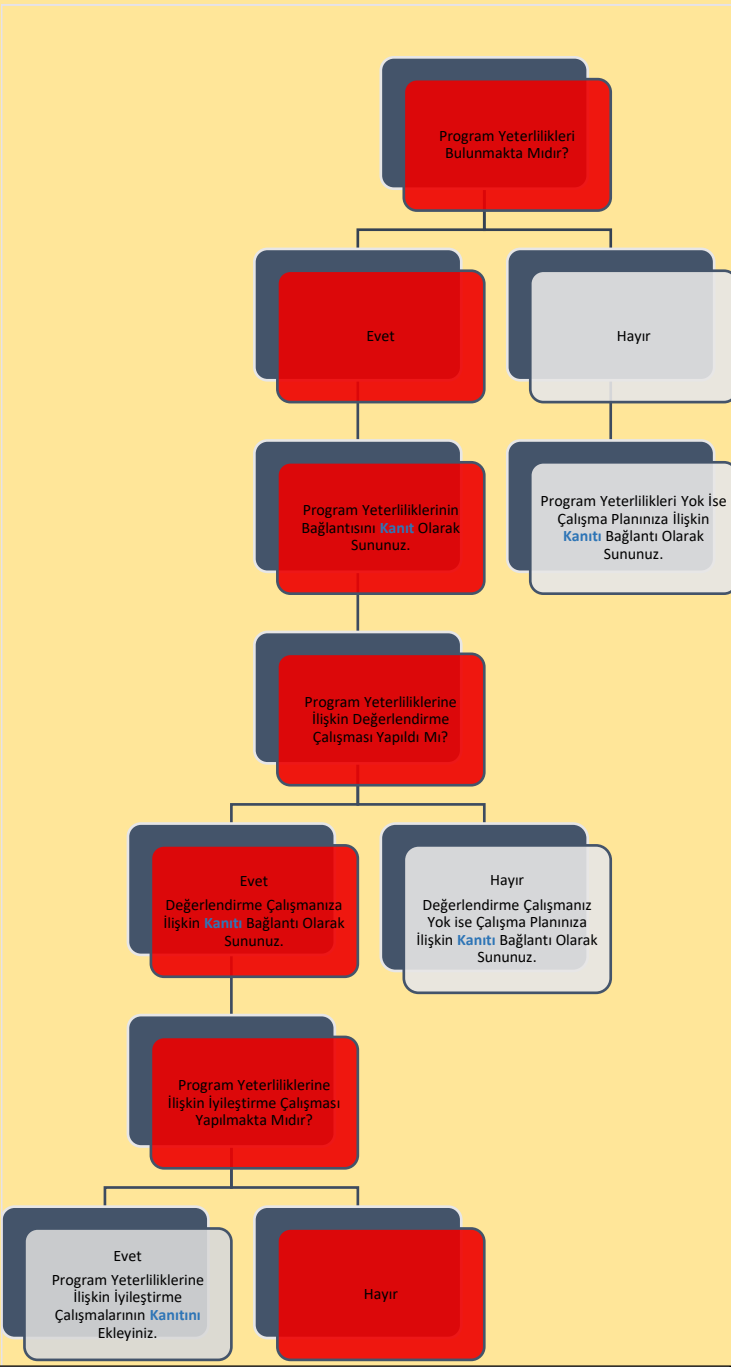 Program Yeterlilikleri
Bulunmakta Mıdır?
Evet
Hayır
Program Yeterliliklerinin
Bağlantısını Kanıt Olarak
Sununuz.
Program Yeterlilikleri Yok İse
Çalışma Planınıza İlişkin
Kanıtı Bağlantı Olarak
Sununuz.
Program Yeterliliklerine
İlişkin Değerlendirme
Çalışması Yapıldı Mı?
Evet
Değerlendirme Çalışmanıza
İlişkin Kanıtı Bağlantı Olarak
Sununuz.
Hayır
Değerlendirme Çalışmanız
Yok ise Çalışma Planınıza
İlişkin Kanıtı Bağlantı Olarak
Sununuz.
Program Yeterliliklerine
İlişkin İyileştirme Çalışması
Yapılmakta Mıdır?
Evet
Program Yeterliliklerine
İlişkin İyileştirme
Çalışmalarının Kanıtını
Ekleyiniz.
Hayır